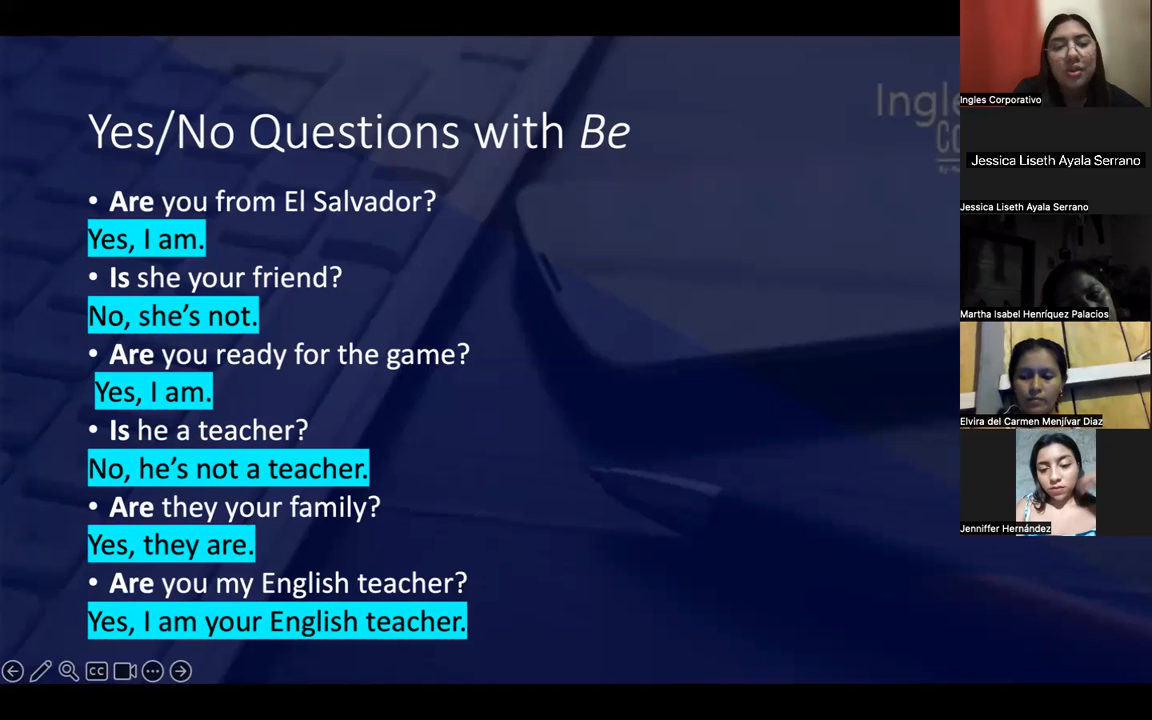 Yes/No Questions with Be
• Are you from El Salvador?
Yes, I am.
• Is she your friend?
No, she's not.
• Are you ready for the game?
Yes, I am.
• Is he a teacher?
No, he's not a teacher.
• Are they your family?
Yes, they are.
• Are you my English teacher?
Yes, I am your English teacher.
CC
Ingles Corporativo
Jessica Liseth Ayala Serrano
Jessica Liseth Ayala Serrano
Martha Isabel Henríquez Palacios
Elvira del Carmen Menjívar Diaz
Jenniffer Hernández